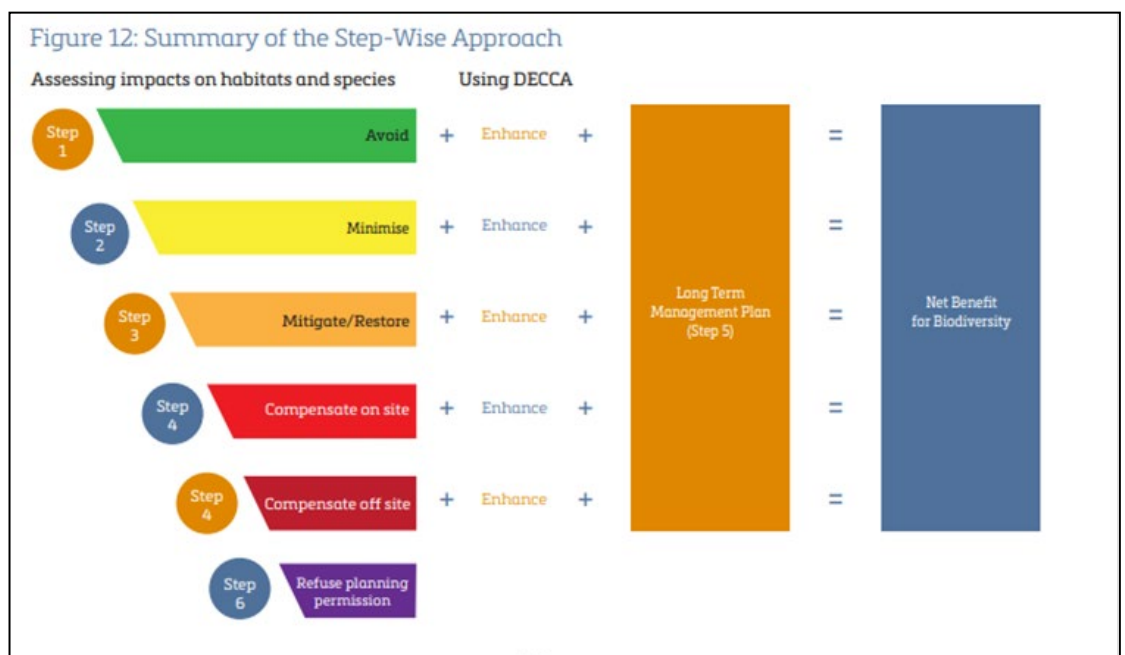 Figure 12: Summary of the Step-Wise Approach
Assessing impacts on habitats and species Using DECCA
Step
1
Avoid + Enhance + =
Step
2
Minimise + Enhance + =
Step
3
Mitigate/Restore + Enhance + =
Long Term
Management Plan
(Step 5)
Net Benefit
for Biodiversity
Step
4
Compensate on site + Enhance + =
Step
4
Compensate off site + Enhance + =
Step
6
Refuse planning
permission